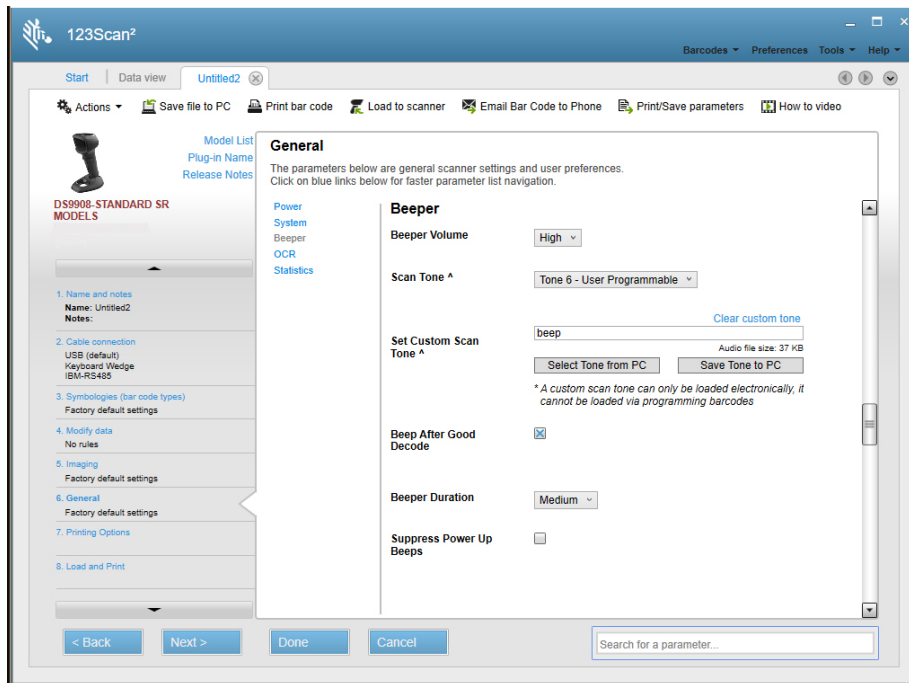 123Scan²
Barcodes Preferences Tools Help
Start Data view Untitled2
Actions Save file to PC Print bar code Load to scanner Email Bar Code to Phone Print/Save parameters How to video
Model List
Plug-in Name
Release Notes
DS9908-STANDARD SR
MODELS
1. Name and notes
Name: Untitled2
Notes:
2. Cable connection
USB (default)
Keyboard Wedge
IBM-RS485
3. Symbologies (bar code types)
Factory default settings
4. Modify data
No rules
5. Imaging
Factory default settings
6. General
Factory default settings
7. Printing Options
8. Load and Print
General
The parameters below are general scanner settings and user preferences.
Click on blue links below for faster parameter list navigation.
Power
System
Beeper
OCR
Statistics
Beeper
Beeper Volume High
Scan Tone ^ Tone 6 - User Programmable
Clear custom tone
Set Custom Scan
Tone ^
beep
Audio file size: 37 KB
Select Tone from PC Save Tone to PC
* A custom scan tone can only be loaded electronically, it
cannot be loaded via programming barcodes
Beep After Good
Decode
Beeper Duration Medium
Suppress Power Up
Beeps
< Back Next > Done Cancel Search for a parameter...